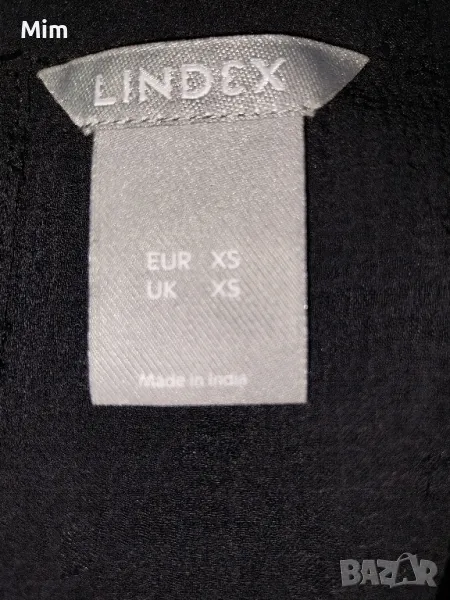 Mim
LINDEX
EUR XS
UK XS
Made in India
BAZAR